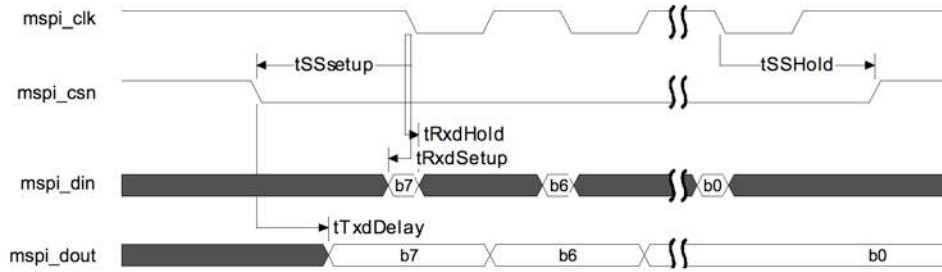 mspi_clk
tSSsetup
tSSHold
mspi_csn
tRxdHold
tRxdSetup
mspi_din b7 b6 b0
tTxdDelay
mspi_dout b7 b6 b0